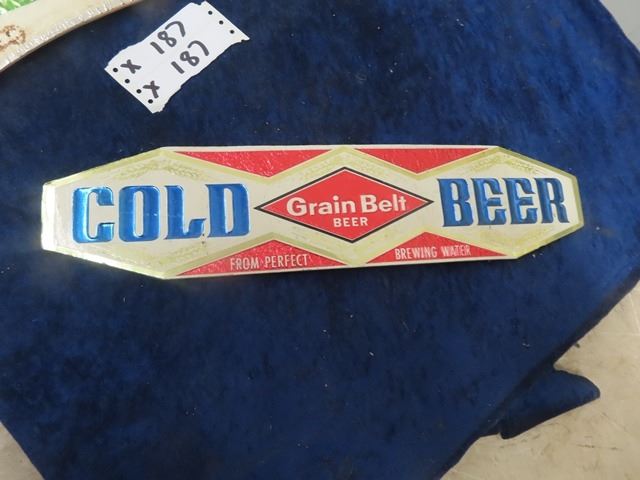 x 187
x 187
COLD Grain Belt BEER
BEER
FROM PERFECT BREWING WATER